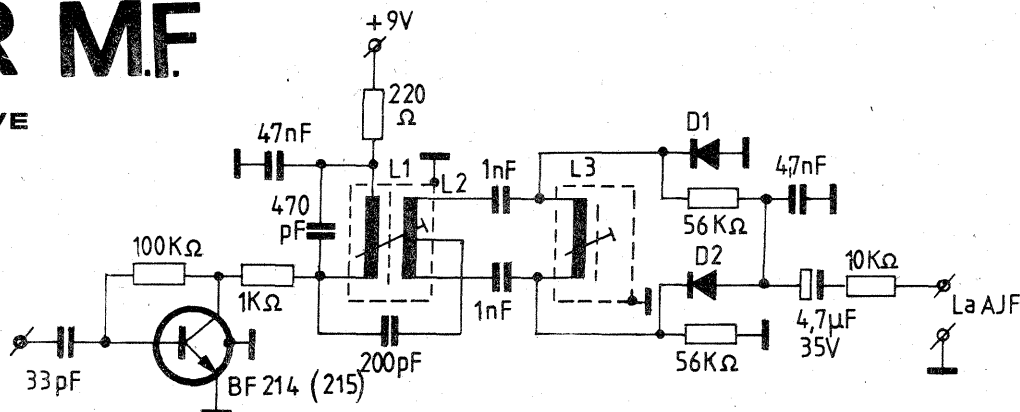 R M.F.
VE
+9V
220
Ω
47nF
L1
L2
470
pF
1nF
L3
D1
4,7nF
56KΩ
D2
100KΩ
1KΩ
1nF
10KΩ
La AJF
4,7µF
35V
56KΩ
200pF
33pF
BF 214 (215)